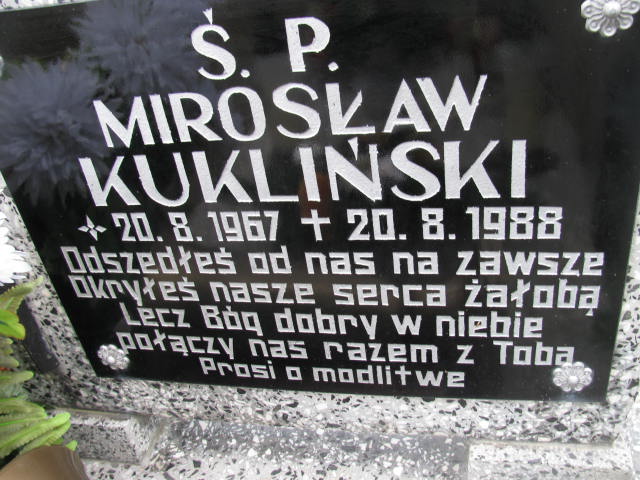 Ś. P.
MIROSŁAW
KUKLIŃSKI
20. 8. 1967 + 20. 8. 1988
Odszedłeś od nas na zawsze
Okryłeś nasze serca żałobą
Lecz Bóg dobry w niebie
połączy nas razem z Tobą
Prosi o modlitwe